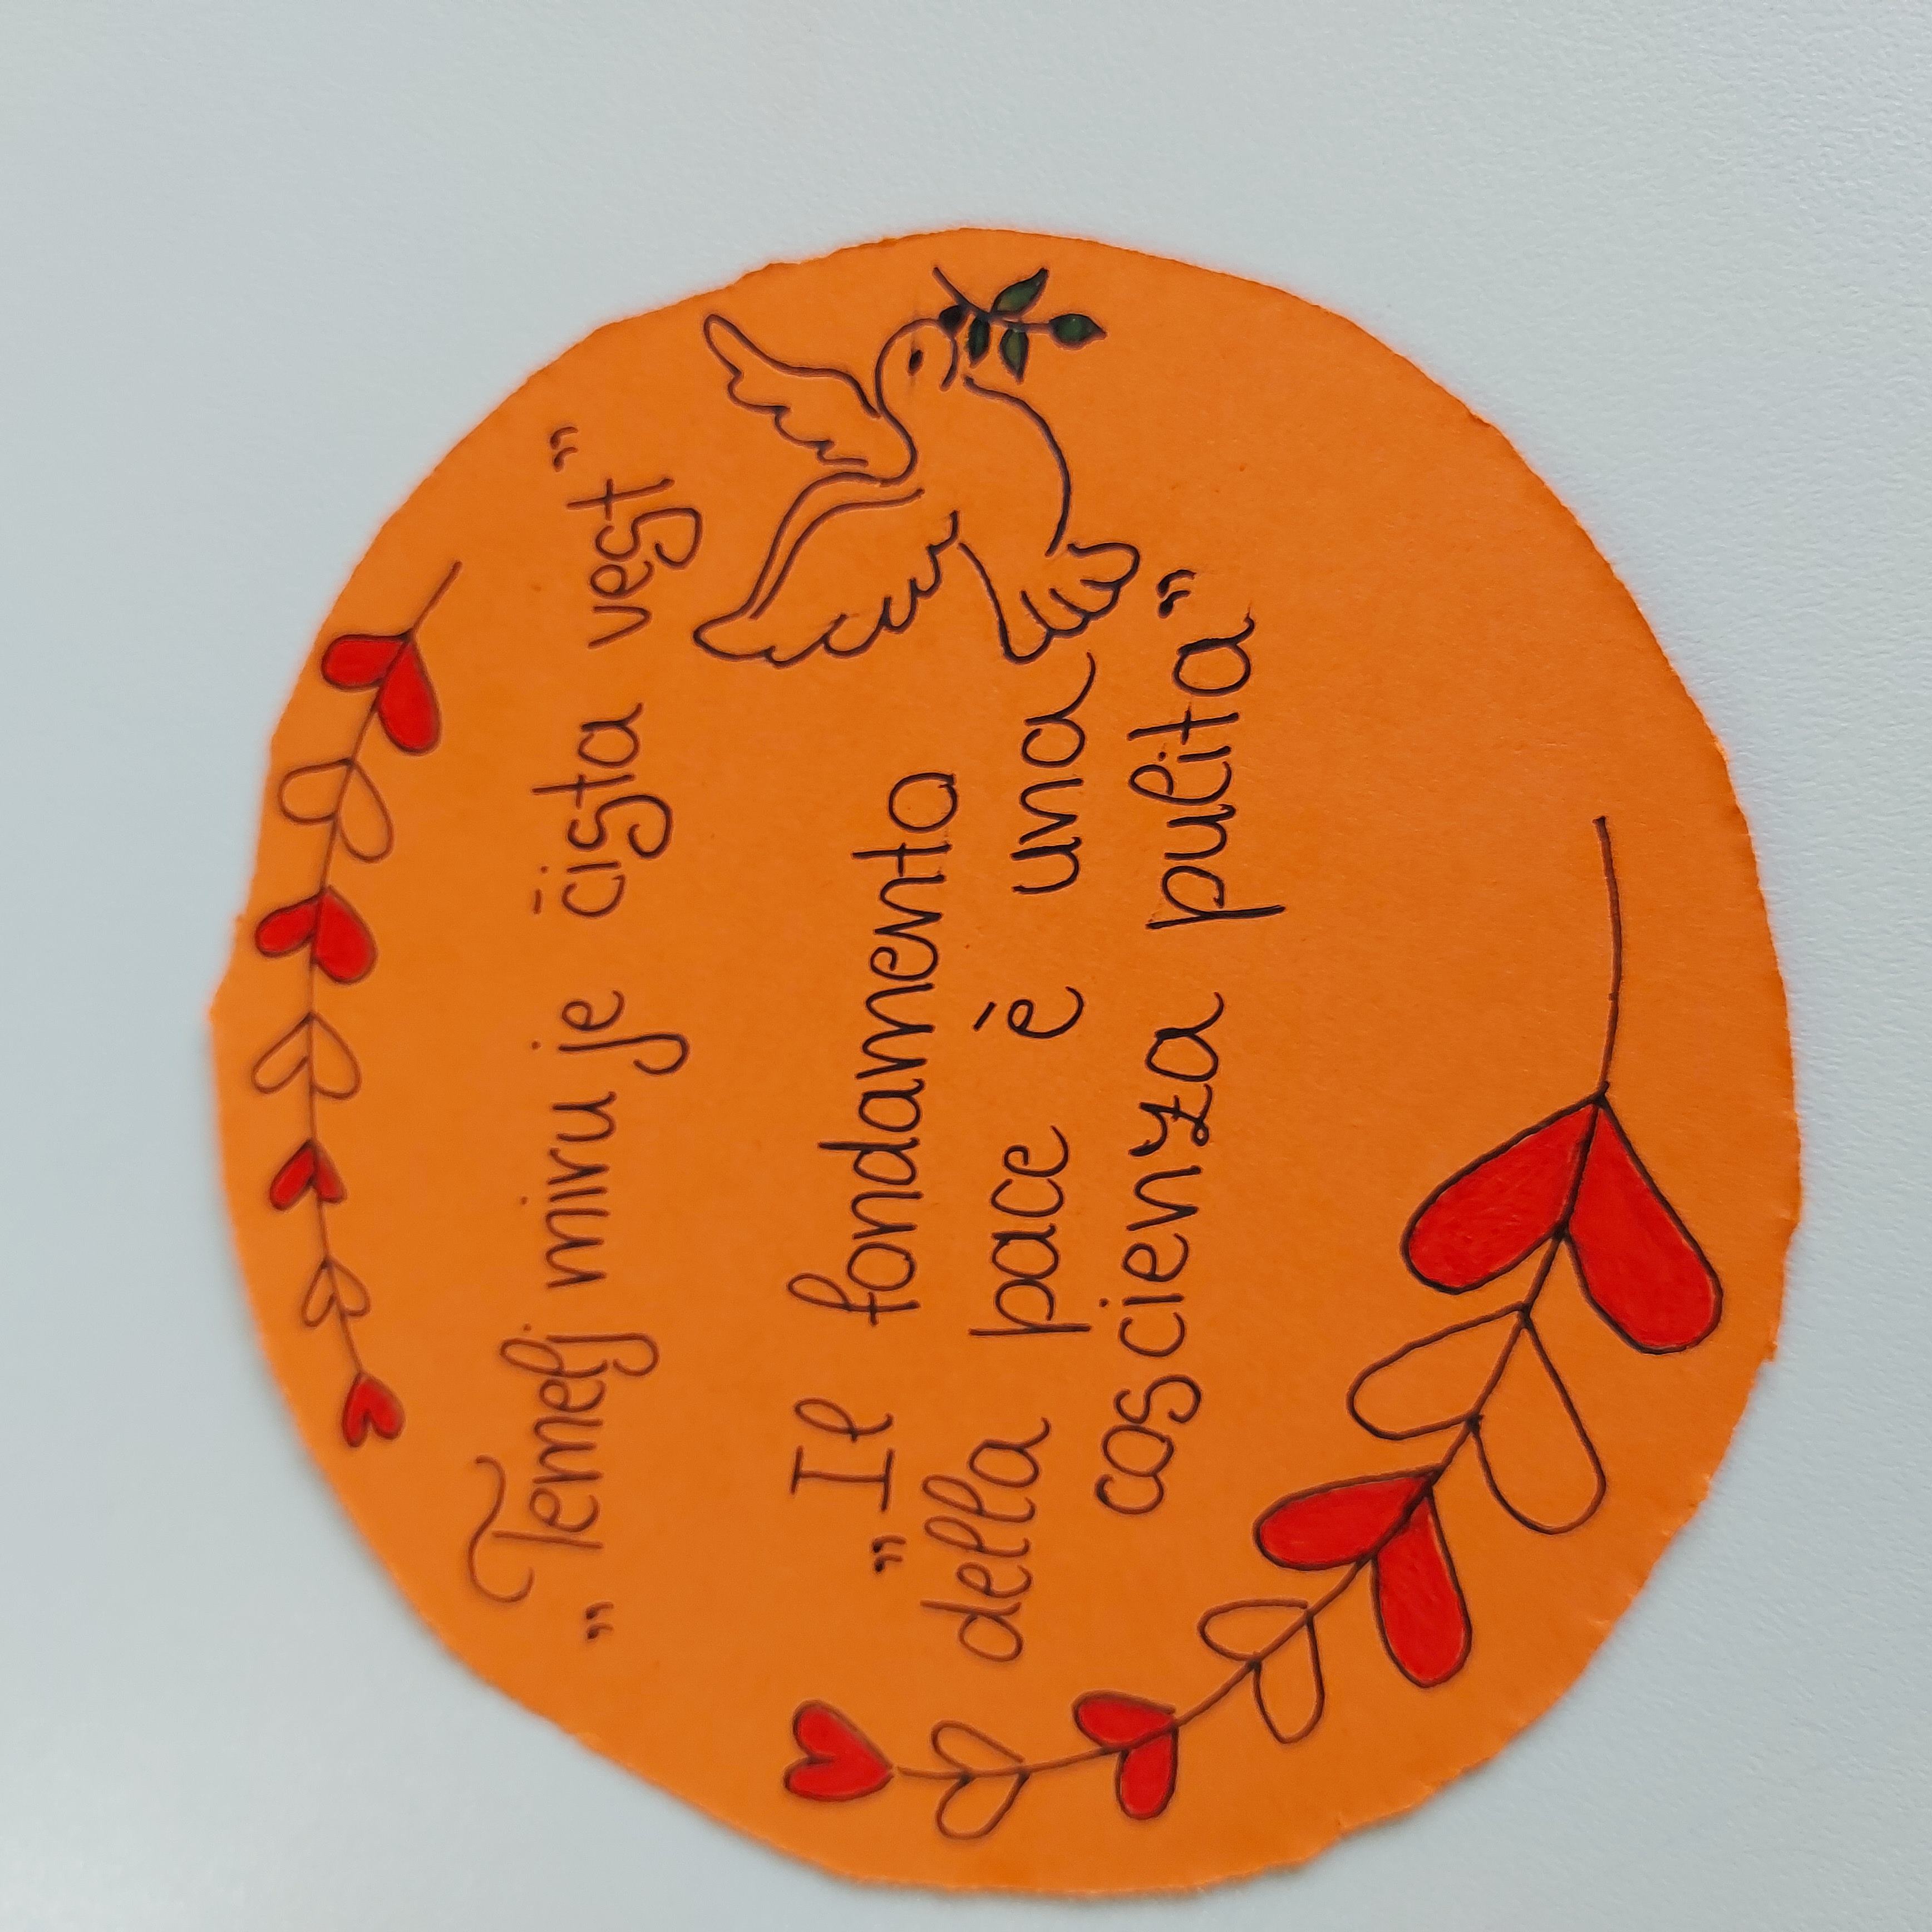 "Temelj miru je čista vest"
"Il fondamento
della pace è una
coscienza pulita"